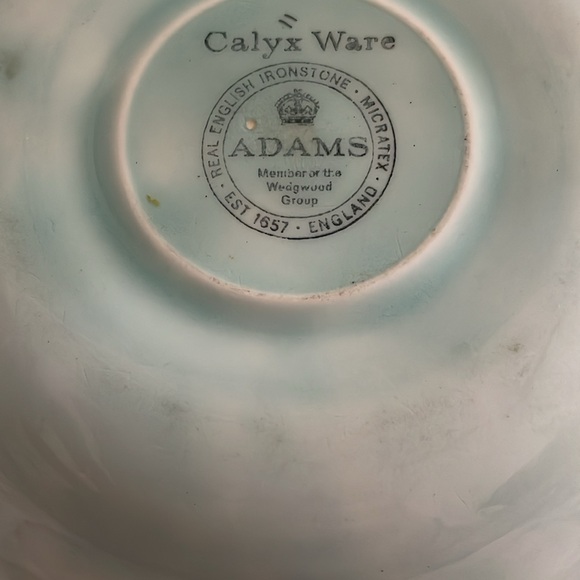 Calyx Ware
REAL ENGLISH IRONSTONE · MICRATEX ·
ADAMS
Member of the
Wedgwood
Group
EST 1657 · ENGLAND